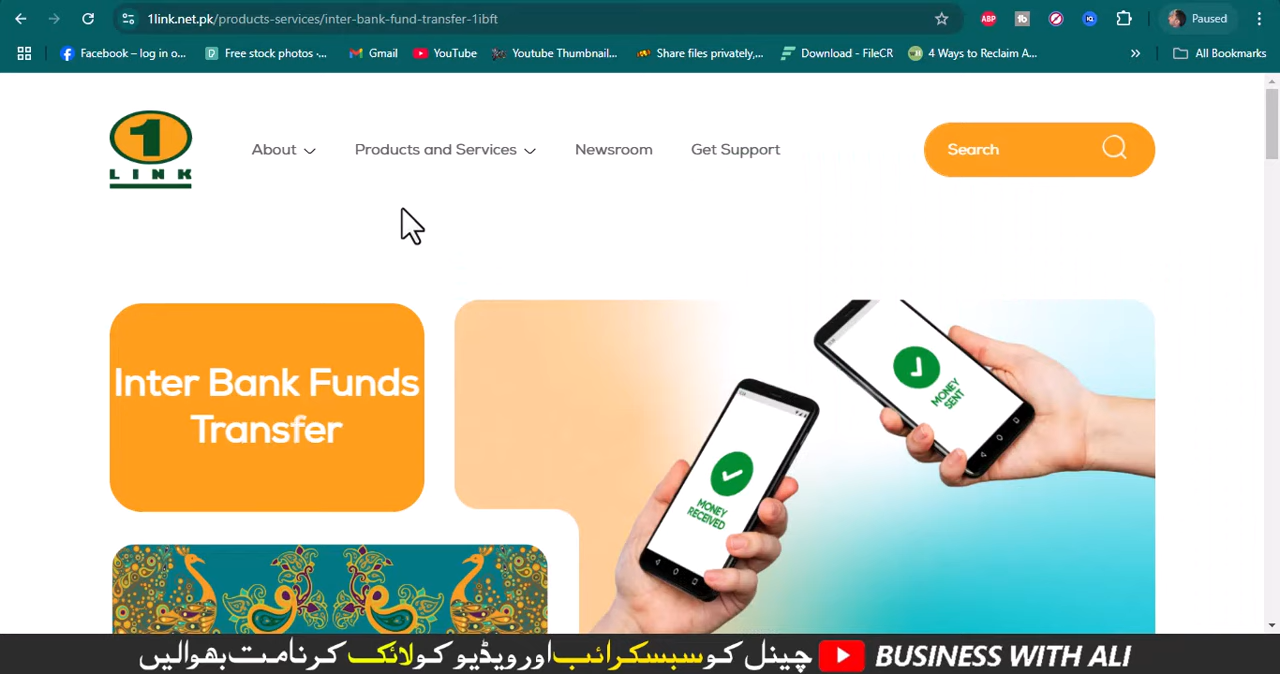 1link.net.pk/products-services/inter-bank-fund-transfer-1ibft
ABP
Paused
Facebook – log in o...
Free stock photos ·...
Gmail
YouTube
Youtube Thumbnail...
Share files privately,...
Download - FileCR
4 Ways to Reclaim A...
»
All Bookmarks
1
LINK
About
Products and Services
Newsroom
Get Support
Search
Inter Bank Funds
Transfer
MONEY
SENT
MONEY
RECEIVED
چینل کو سبسکرائب اور ویڈیو کو لائک کرنا مت بھوالیں
BUSINESS WITH ALI